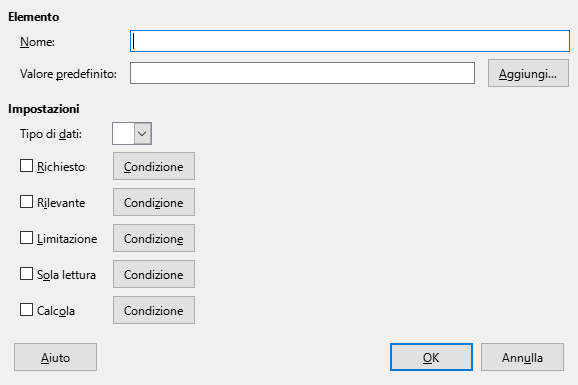 Elemento
Nome:
Valore predefinito:
Aggiungi...
Impostazioni
Tipo di dati:
Richiesto
Condizione
Rilevante
Condizione
Limitazione
Condizione
Sola lettura
Condizione
Calcola
Condizione
Aiuto
OK
Annulla